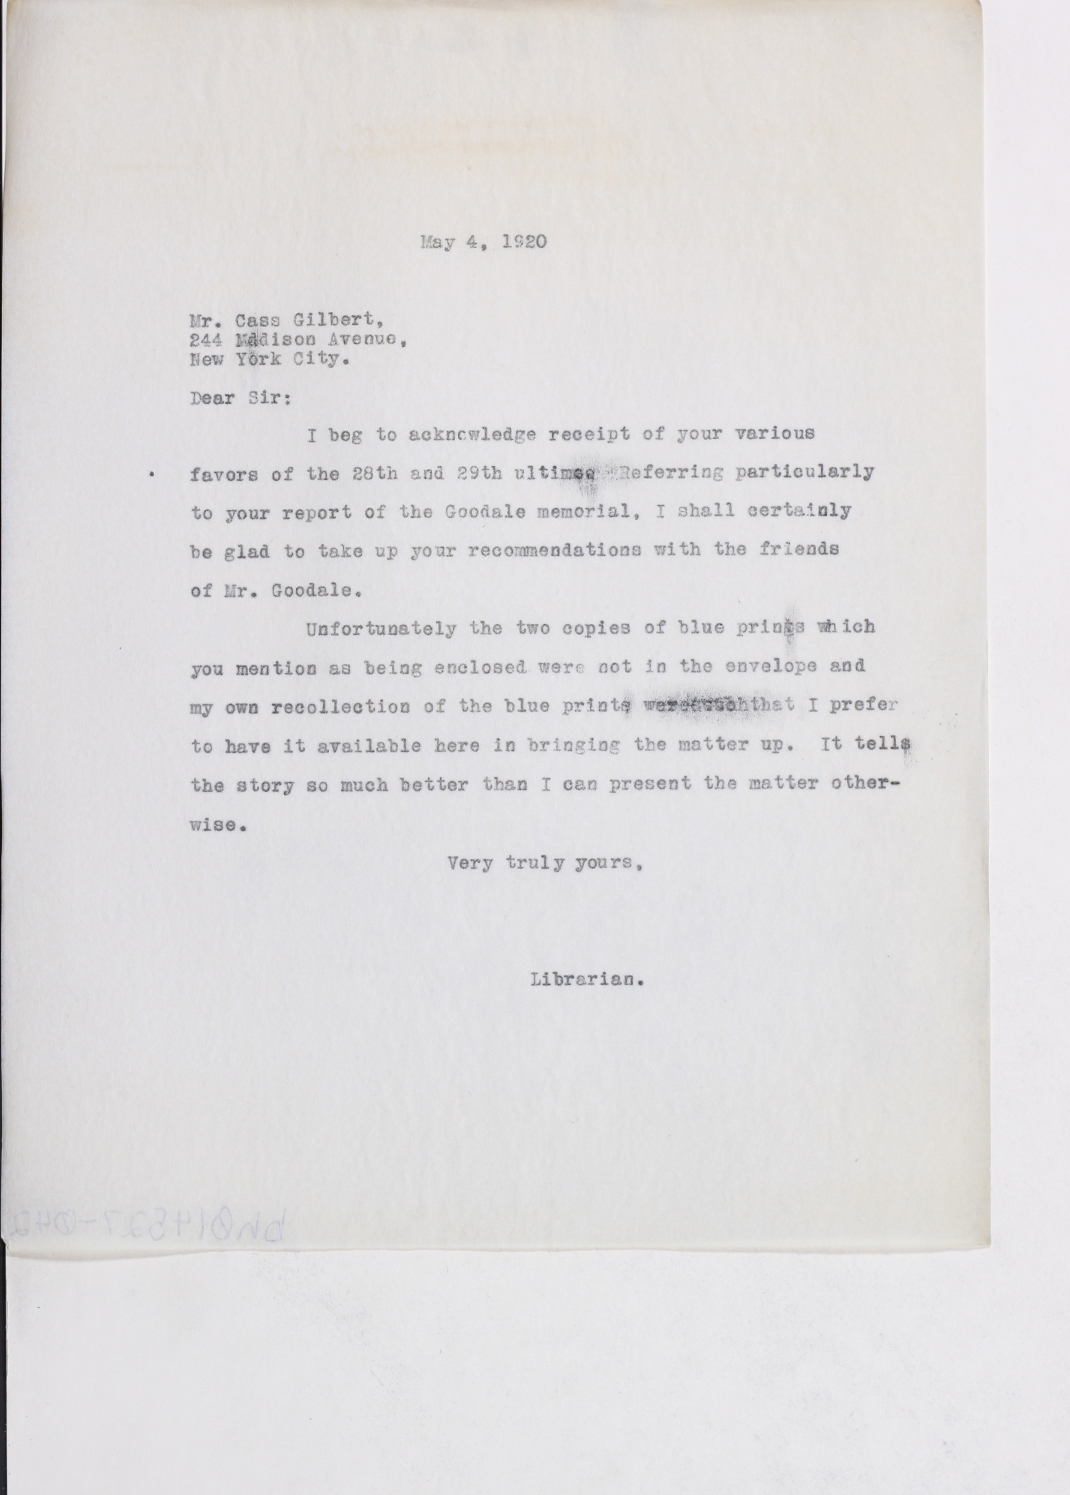 May 4, 1920
Mr. Cass Gilbert,
244 Madison Avenue,
New York City.
Dear Sir:
I beg to acknowledge receipt of your various
favors of the 28th and 29th Referring particularly
to your report of the Goodale memorial, I shall certainly
be glad to take up your recommendations with the friends
of Mr. Goodale.
Unfortunately the two copies of blue prints which
you mention as being enclosed were not in the envelope and
my own recollection of the blue prints that I prefer
to have it available here in bringing the matter up. It tells
the story so much better than I can present the matter other-
wise.
Very truly yours,
Librarian.